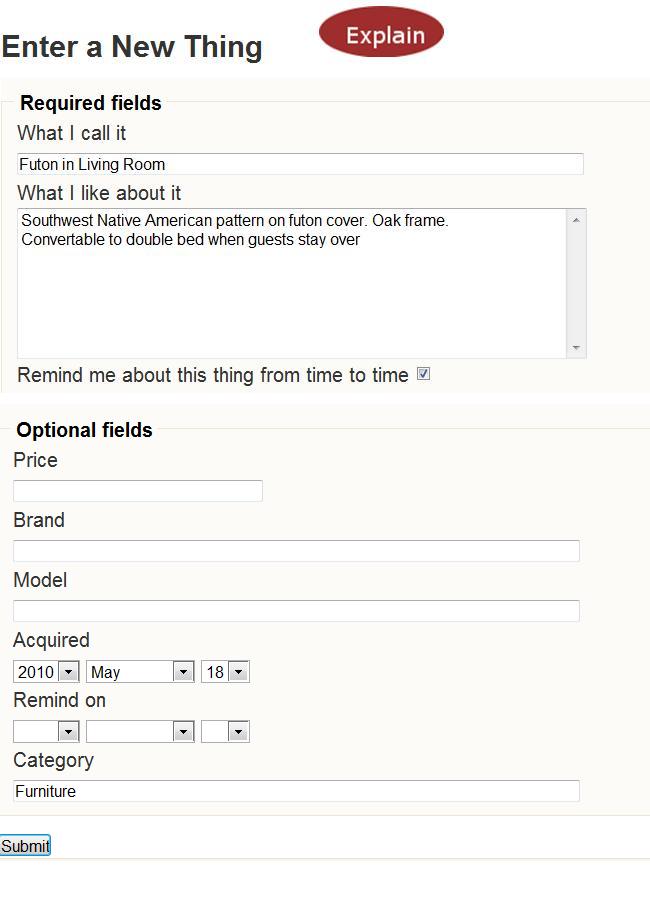 Enter a New Thing
Explain
Required fields
What I call it
Futon in Living Room
What I like about it
Southwest Native American pattern on futon cover. Oak frame.
Convertable to double bed when guests stay over
Remind me about this thing from time to time
Optional fields
Price
Brand
Model
Acquired
2010 May 18
Remind on
Category
Furniture
Submit